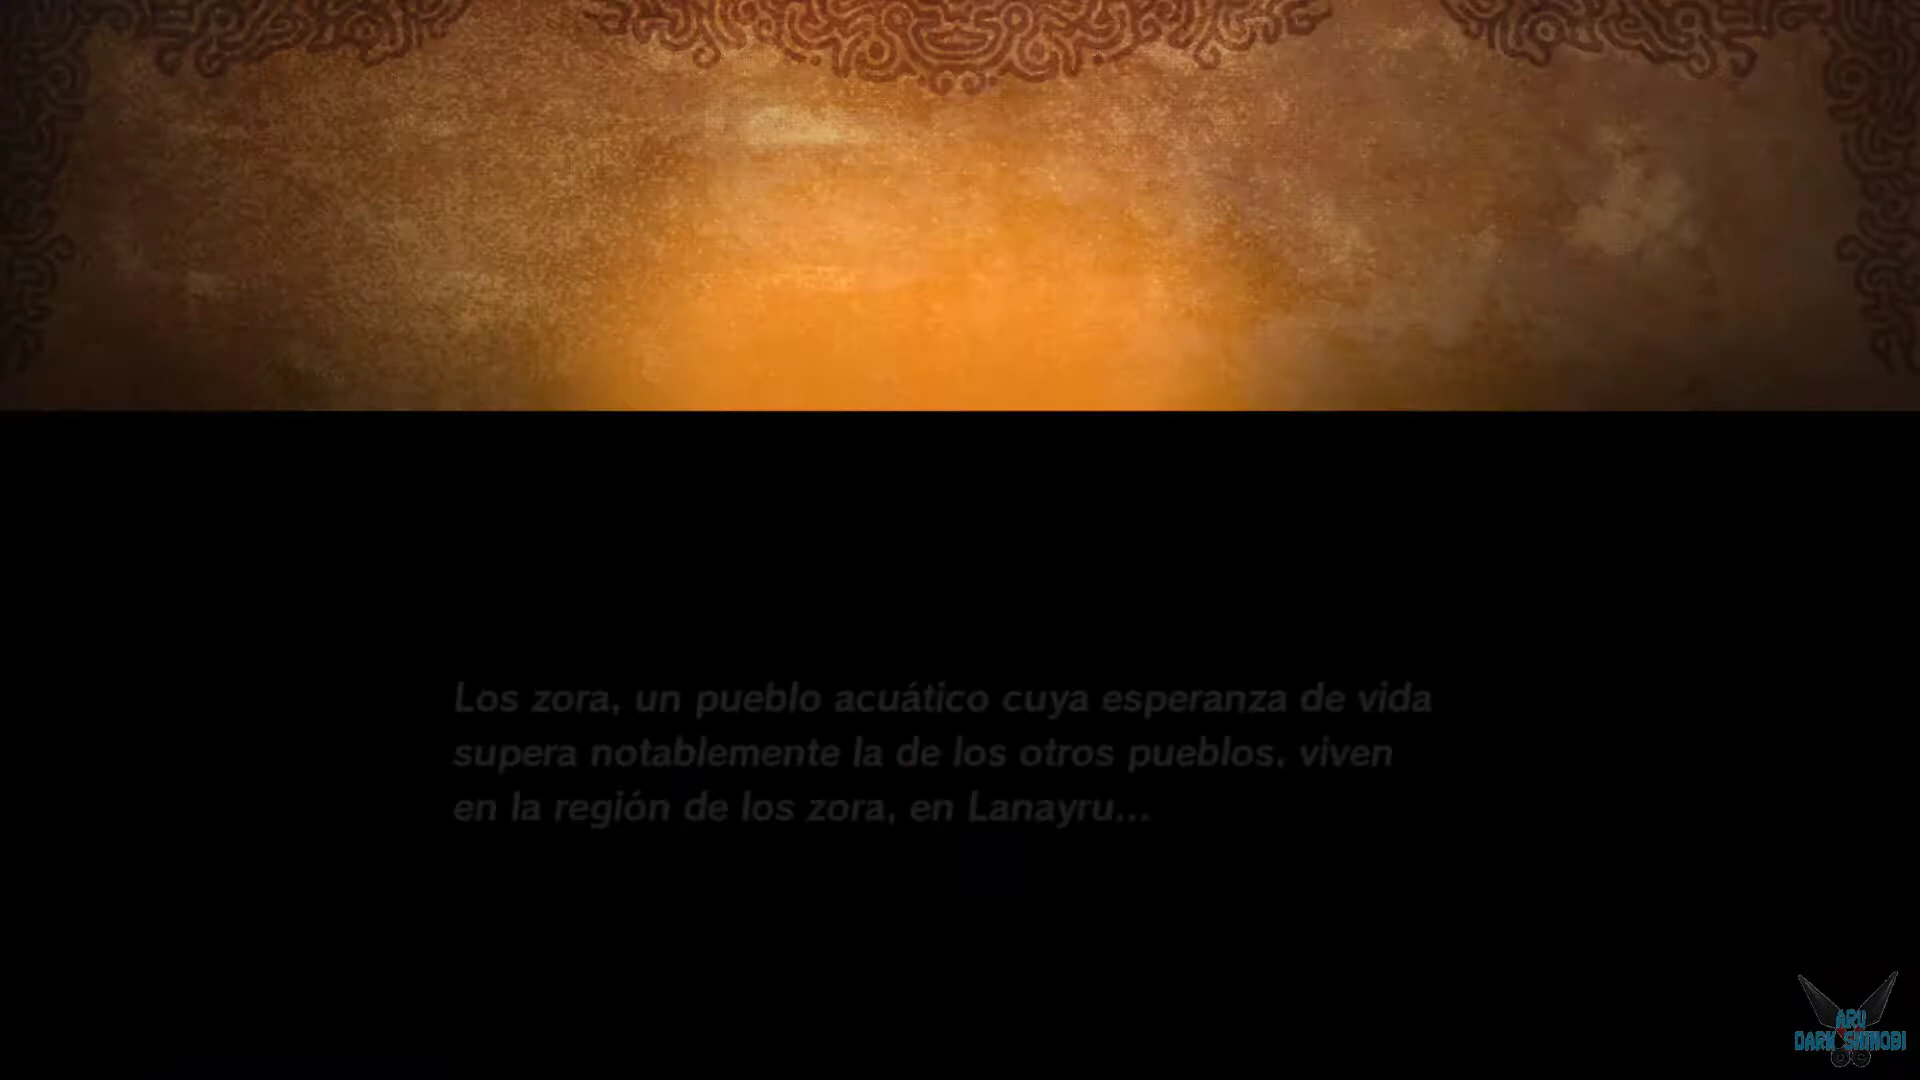 Los zora, un pueblo acuático cuya esperanza de vida
supera notablemente la de los otros pueblos, viven
en la región de los zora, en Lanayru...
ARU
DARK SHINOBI